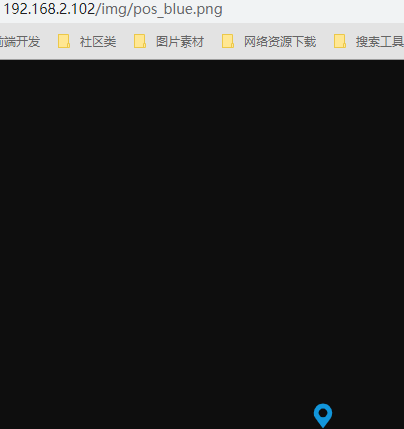 192.168.2.102/img/pos_blue.png
前端开发 社区类 图片素材 网络资源下载 搜索工具